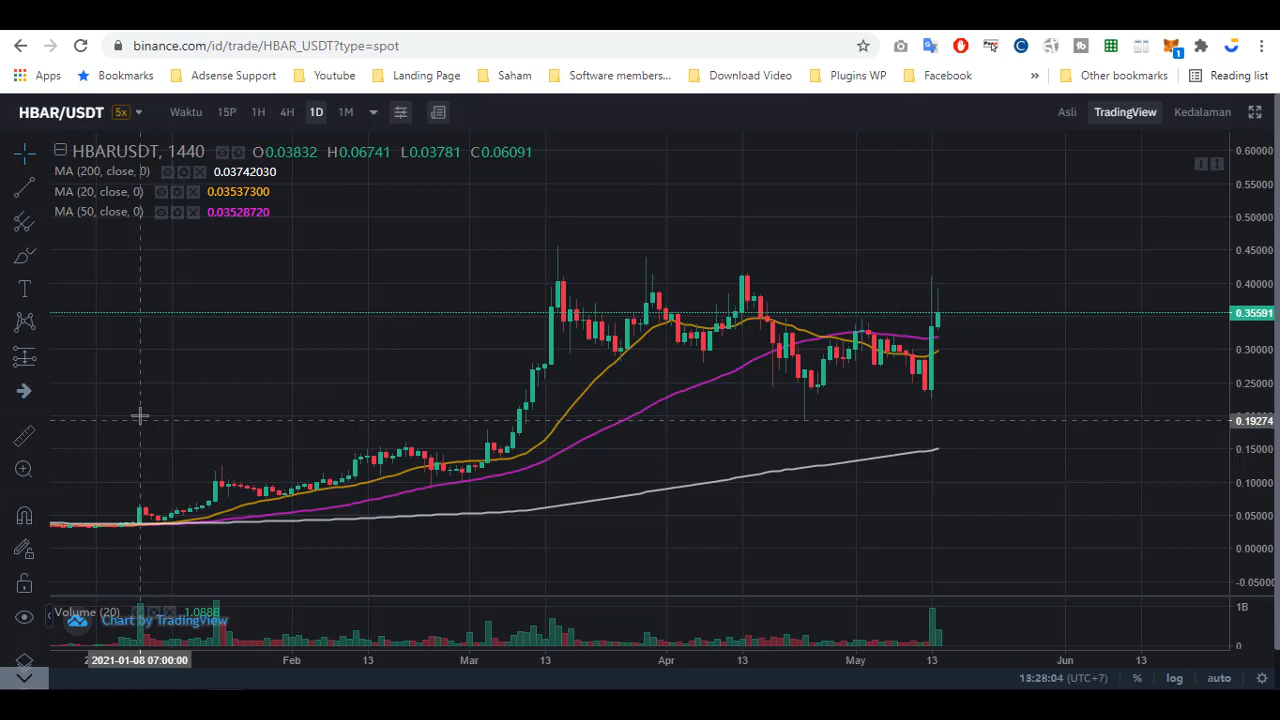 binance.com/id/trade/HBAR_USDT?type=spot
1
Apps Bookmarks Adsense Support Youtube Landing Page Saham Software members... Download Video Plugins WP Facebook » Other bookmarks Reading list
HBAR/USDT 5x Waktu 15P 1H 4H 1D 1M Asli TradingView Kedalaman
HBARUSDT, 1440 O0.03832 H0.06741 L0.03781 C0.06091
MA (200, close, 0) 0.03742030
MA (20, close, 0) 0.03537300
MA (50, close, 0) 0.03528720
0.60000
0.55000
0.50000
0.45000
0.40000
0.35591
0.30000
0.25000
0.19274
0.15000
0.10000
0.05000
0.00000
-0.05000
Volume (20) 1.088B
1B
Chart by TradingView
0
2021-01-08 07:00:00 Feb 13 Mar 13 Apr 13 May 13 Jun 13
13:28:04 (UTC+7) % log auto